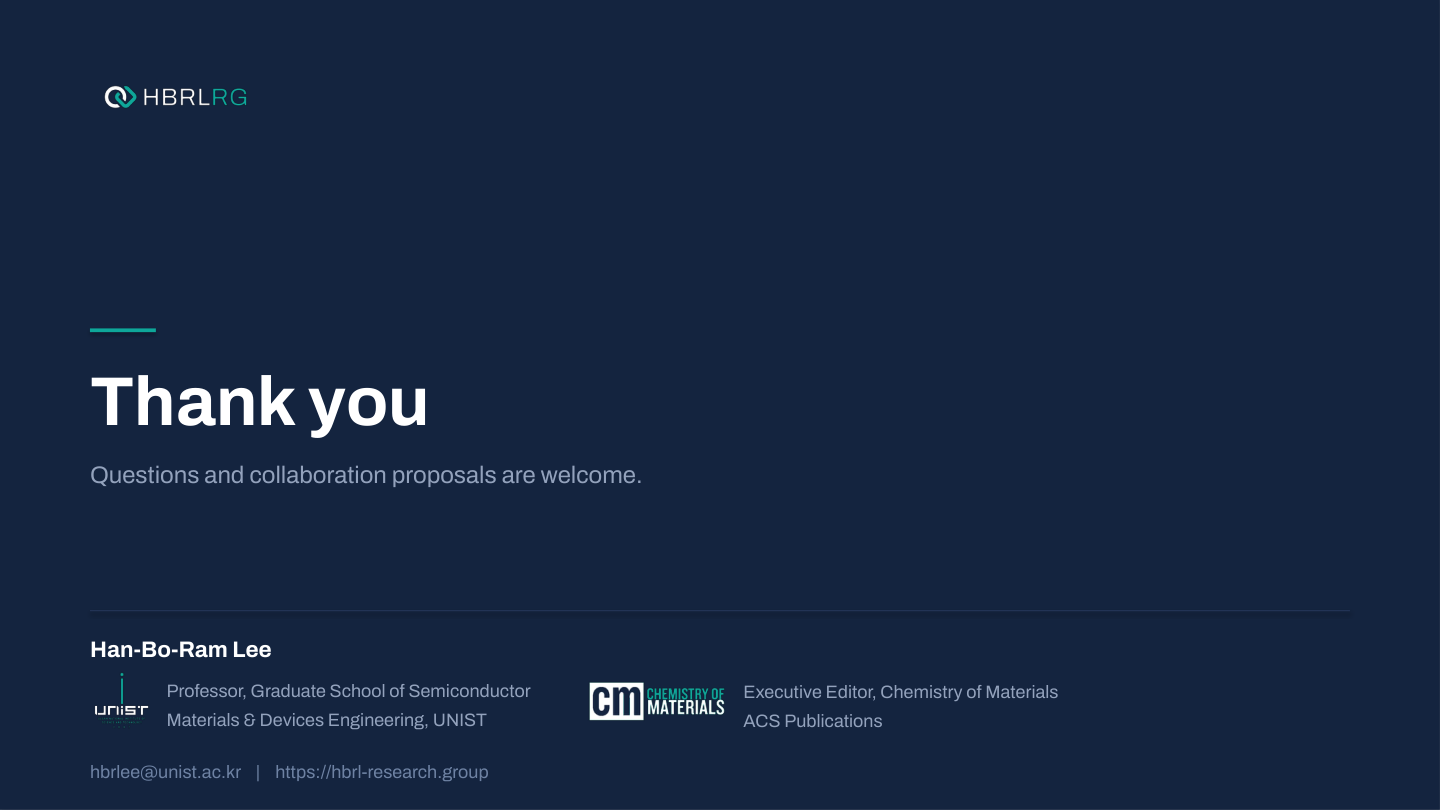 HBRLRG
Thank you
Questions and collaboration proposals are welcome.
Han-Bo-Ram Lee
UNIST
Professor, Graduate School of Semiconductor
Materials & Devices Engineering, UNIST
cm CHEMISTRY OF
MATERIALS
Executive Editor, Chemistry of Materials
ACS Publications
hbrlee@unist.ac.kr | https://hbrl-research.group